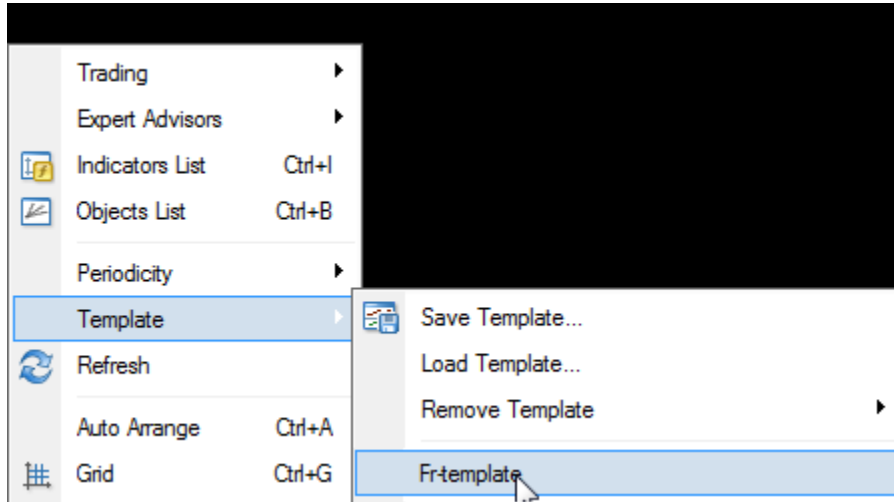 Trading
Expert Advisors
Indicators List Ctrl+I
Objects List Ctrl+B
Periodicity
Template
Refresh
Auto Arrange Ctrl+A
Grid Ctrl+G
Save Template...
Load Template...
Remove Template
Fr-template